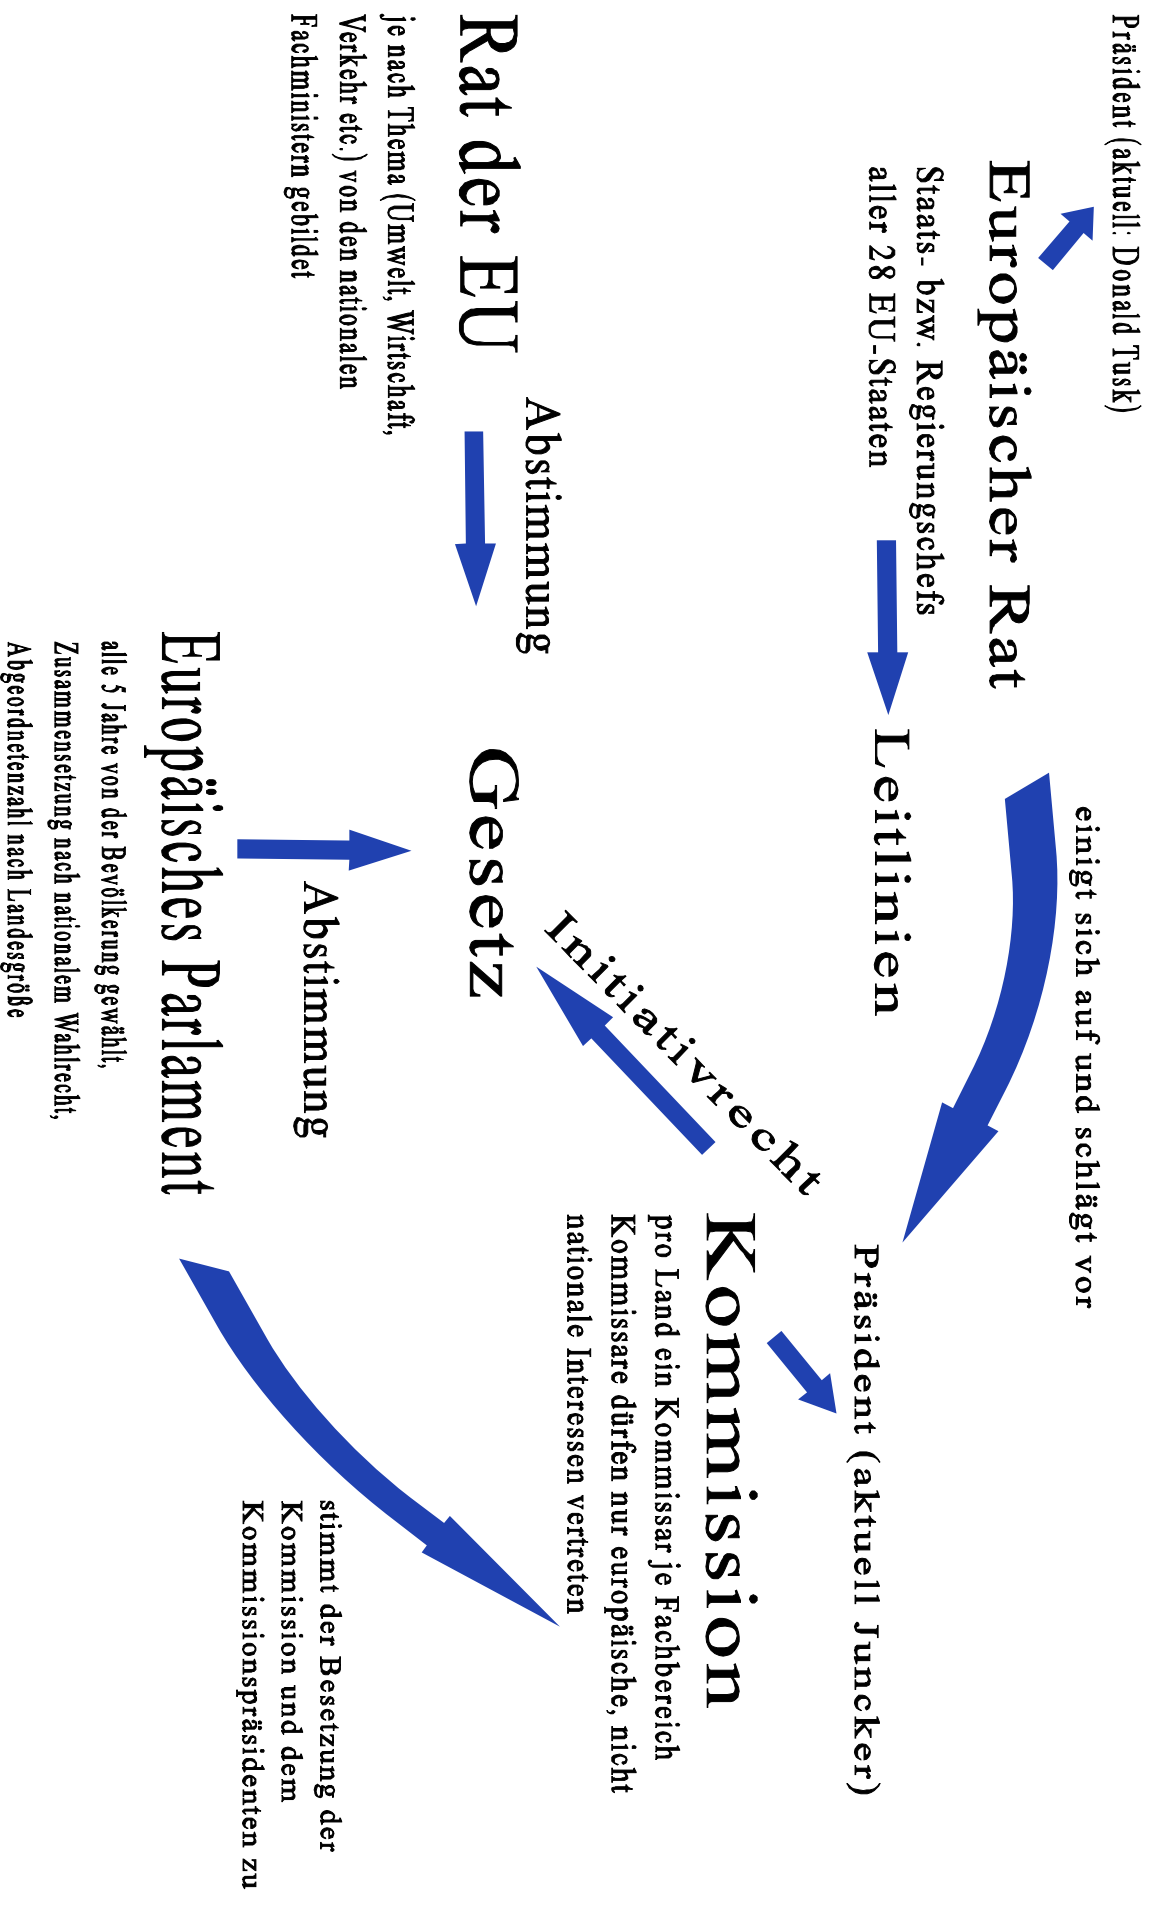 Präsident (aktuell: Donald Tusk)
Europäischer Rat
Staats- bzw. Regierungschefs
aller 28 EU-Staaten
einigt sich auf und schlägt vor
Leitlinien
Präsident (aktuell Juncker)
Initiativrecht
Kommission
pro Land ein Kommissar je Fachbereich
Kommissare dürfen nur europäische, nicht
nationale Interessen vertreten
Abstimmung
Rat der EU
je nach Thema (Umwelt, Wirtschaft,
Verkehr etc.) von den nationalen
Fachministern gebildet
Gesetz
Abstimmung
Europäisches Parlament
alle 5 Jahre von der Bevölkerung gewählt,
Zusammensetzung nach nationalem Wahlrecht,
Abgeordnetenzahl nach Landesgröße
stimmt der Besetzung der
Kommission und dem
Kommissionspräsidenten zu